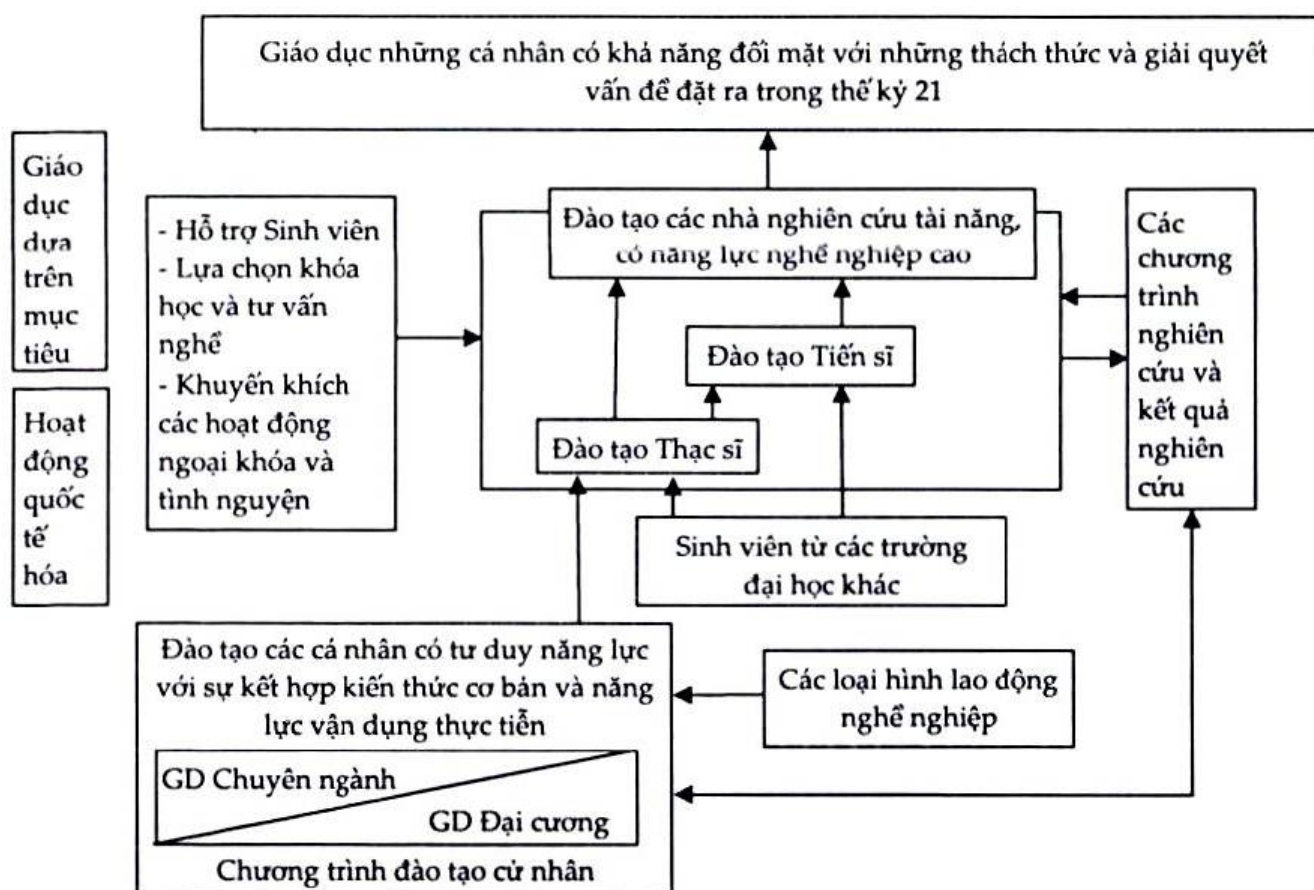 Giáo dục những cá nhân có khả năng đối mặt với những thách thức và giải quyết
vấn đề đặt ra trong thế kỷ 21
Giáo
dục
dựa
trên
mục
tiêu
Hoạt
động
quốc
tế
hóa
- Hỗ trợ Sinh viên
- Lựa chọn khóa
học và tư vấn
nghề
- Khuyến khích
các hoạt động
ngoại khóa và
tình nguyện
Đào tạo các nhà nghiên cứu tài năng,
có năng lực nghề nghiệp cao
Đào tạo Tiến sĩ
Đào tạo Thạc sĩ
Các
chương
trình
nghiên
cứu và
kết quả
nghiên
cứu
Sinh viên từ các trường
đại học khác
Đào tạo các cá nhân có tư duy năng lực
với sự kết hợp kiến thức cơ bản và năng
lực vận dụng thực tiễn
GD Chuyên ngành
GD Đại cương
Chương trình đào tạo cử nhân
Các loại hình lao động
nghề nghiệp